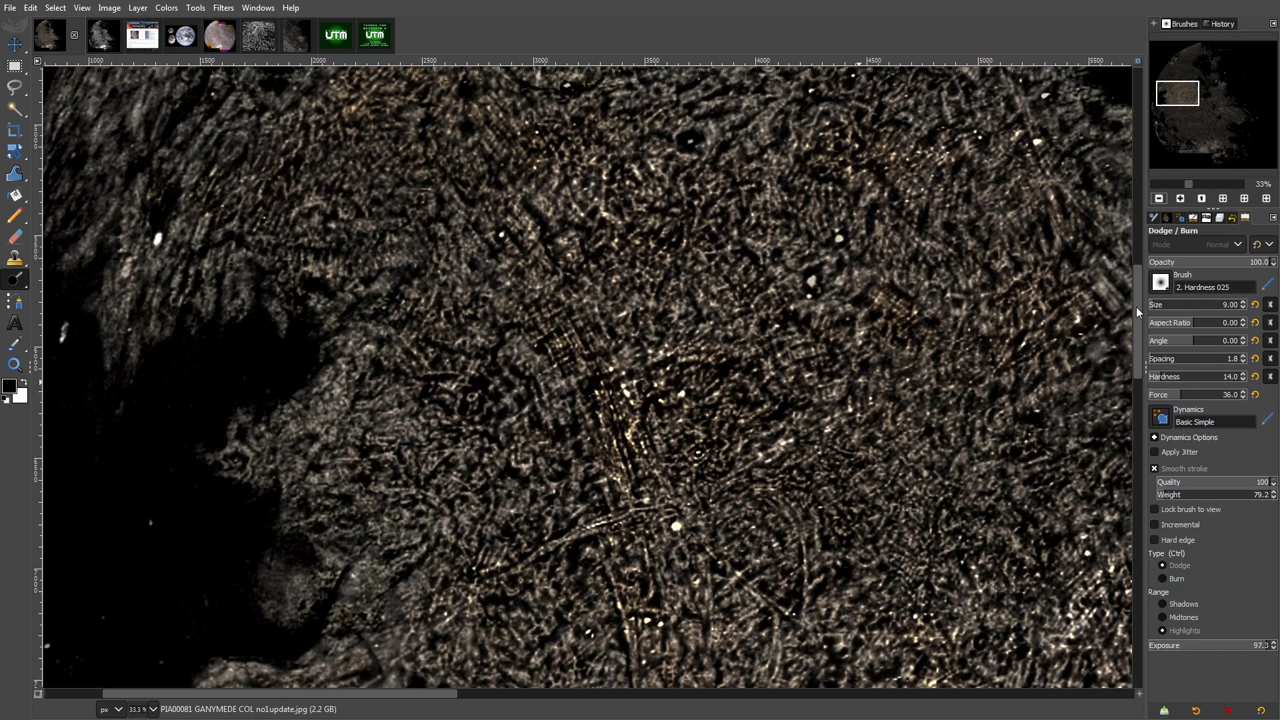 File Edit Select View Image Layer Colors Tools Filters Windows Help
UTM
UTM
Brushes
History
1000
1500
2000
2500
3000
3500
4000
4500
5000
5500
33%
Dodge / Burn
Mode Normal
Opacity 100.0
Brush
2. Hardness 025
Size 9.00
Aspect Ratio 0.00
Angle 0.00
Spacing 1.8
Hardness 14.0
Force 36.0
Dynamics
Basic Simple
Dynamics Options
Apply Jitter
Smooth stroke
Quality 100
Weight 79.2
Lock brush to view
Incremental
Hard edge
Type (Ctrl)
Dodge
Burn
Range
Shadows
Midtones
Highlights
Exposure 97.3
px 33.3 % PIA00081 GANYMEDE COL no1update.jpg (2.2 GB)